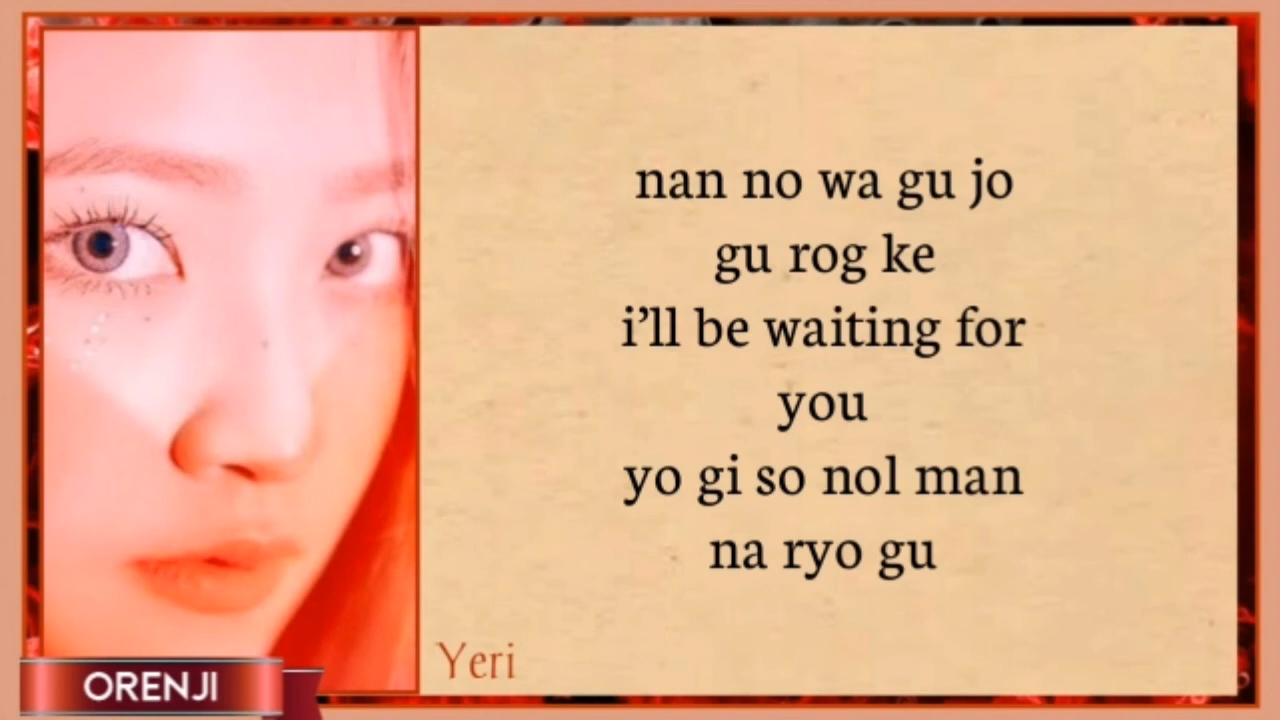 nan no wa gu jo
gu rog ke
i’ll be waiting for
you
yo gi so nol man
na ryo gu
Yeri
ORENJI